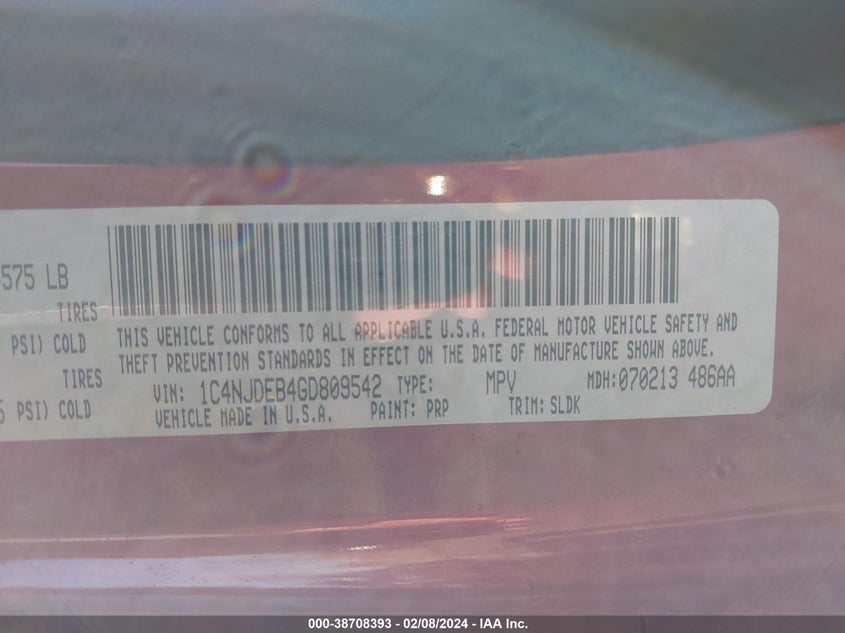 575 LB
TIRES
PSI) COLD
TIRES
PSI) COLD
THIS VEHICLE CONFORMS TO ALL APPLICABLE U.S.A. FEDERAL MOTOR VEHICLE SAFETY AND
THEFT PREVENTION STANDARDS IN EFFECT ON THE DATE OF MANUFACTURE SHOWN ABOVE.
VIN: 1C4NJDEB4GD809542 TYPE: MPV MDH:070213 486AA
VEHICLE MADE IN U.S.A. PAINT: PRP TRIM: SLDK
000-38708393 - 02/08/2024 - IAA Inc.